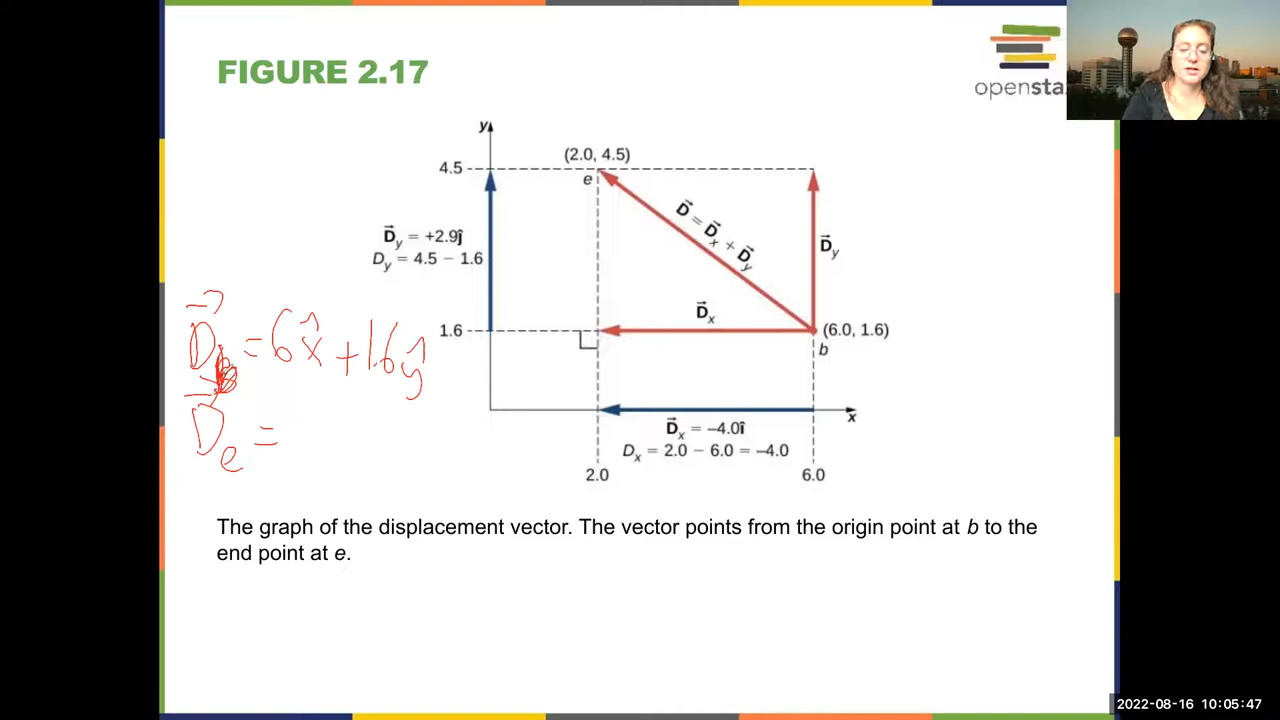 FIGURE 2.17
opensta
y
(2.0, 4.5)
4.5
e
D⃗ = D⃗x + D⃗y
D⃗y = +2.9ĵ
Dy = 4.5 − 1.6
D⃗y
D⃗x
1.6
(6.0, 1.6)
b
D⃗b = 6x̂ + 1.6ŷ
D⃗e =
x
D⃗x = −4.0î
Dx = 2.0 − 6.0 = −4.0
2.0
6.0
The graph of the displacement vector. The vector points from the origin point at b to the
end point at e.
2022-08-16 10:05:47